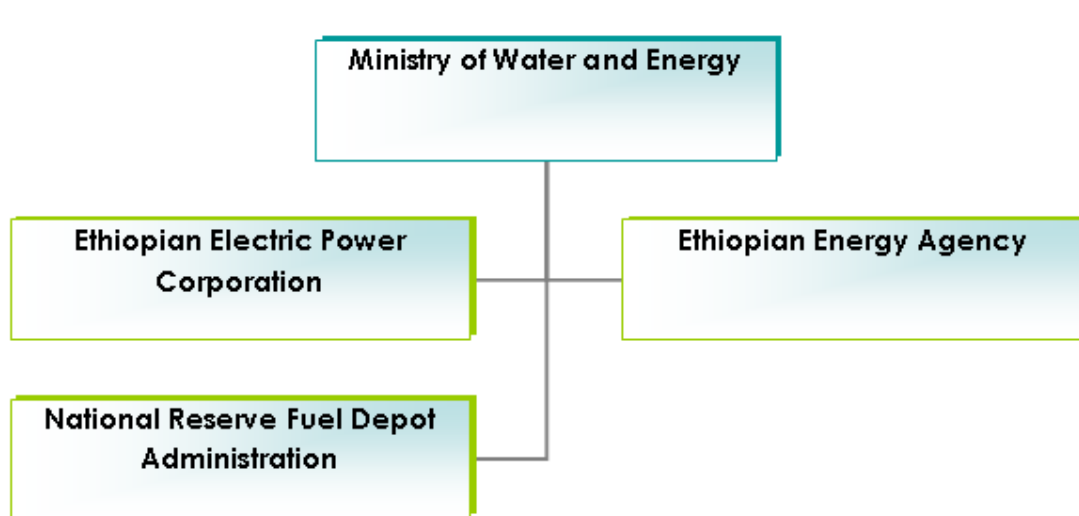 Ministry of Water and Energy
Ethiopian Electric Power
Corporation
Ethiopian Energy Agency
National Reserve Fuel Depot
Administration